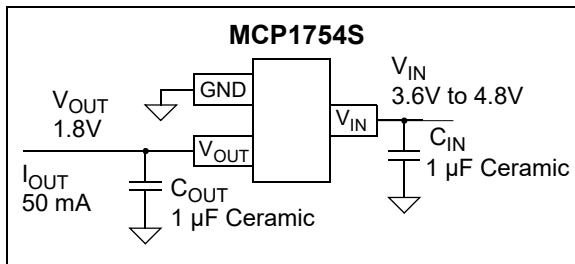 MCP1754S
GND
V_IN
3.6V to 4.8V
V_OUT
1.8V
V_IN
V_OUT
C_IN
1 µF Ceramic
I_OUT
50 mA
C_OUT
1 µF Ceramic